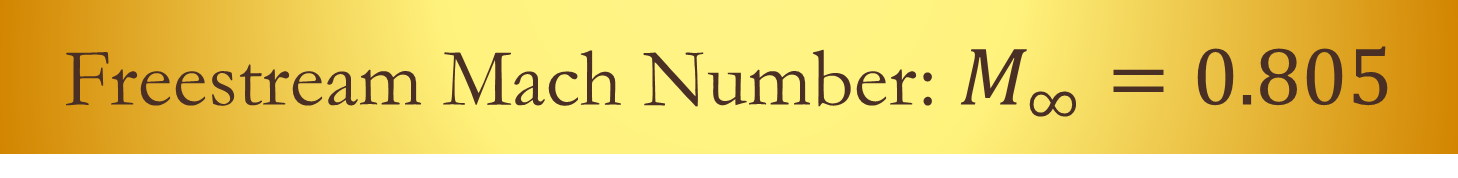 Freestream Mach Number: M∞ = 0.805